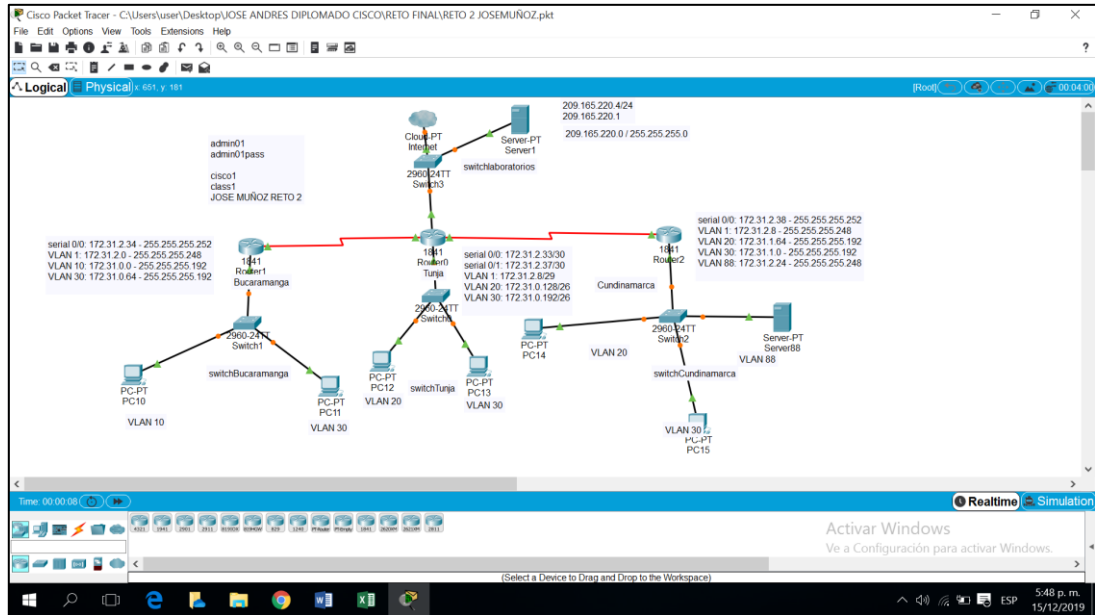 Cisco Packet Tracer - C:\Users\user\Desktop\JOSE ANDRES DIPLOMADO CISCO\RETO FINAL\RETO 2 JOSEMUÑOZ.pkt
File Edit Options View Tools Extensions Help
?
Logical Physical x: 651, y: 181
[Root]
00:04:00
209.165.220.4/24
209.165.220.1
209.165.220.0 / 255.255.255.0
Cloud-PT
Internet
Server-PT
Server1
switchlaboratorios
2960-24TT
Switch3
admin01
admin01pass
cisco1
class1
JOSE MUÑOZ RETO 2
serial 0/0: 172.31.2.34 - 255.255.255.252
VLAN 1: 172.31.2.0 - 255.255.255.248
VLAN 10: 172.31.0.0 - 255.255.255.192
VLAN 30: 172.31.0.64 - 255.255.255.192
1841
Router1
Bucaramanga
1841
Router0
Tunja
serial 0/0: 172.31.2.33/30
serial 0/1: 172.31.2.37/30
VLAN 1: 172.31.2.8/29
VLAN 20: 172.31.0.128/26
VLAN 30: 172.31.0.192/26
1841
Router2
Cundinamarca
serial 0/0: 172.31.2.38 - 255.255.255.252
VLAN 1: 172.31.2.8 - 255.255.255.248
VLAN 20: 172.31.1.64 - 255.255.255.192
VLAN 30: 172.31.1.0 - 255.255.255.192
VLAN 88: 172.31.2.24 - 255.255.255.248
2960-24TT
Switch1
switchBucaramanga
PC-PT
PC10
VLAN 10
PC-PT
PC11
VLAN 30
2960-24TT
Switch0
switchTunja
PC-PT
PC12
VLAN 20
PC-PT
PC13
VLAN 30
PC-PT
PC14
VLAN 20
2960-24TT
Switch2
switchCundinamarca
Server-PT
Server88
VLAN 88
VLAN 30
PC-PT
PC15
Time: 00:00:08
Realtime Simulation
4321 1941 2901 2911 1240 1841 2811
Activar Windows
Ve a Configuración para activar Windows.
(Select a Device to Drag and Drop to the Workspace)
ESP
5:48 p. m.
15/12/2019